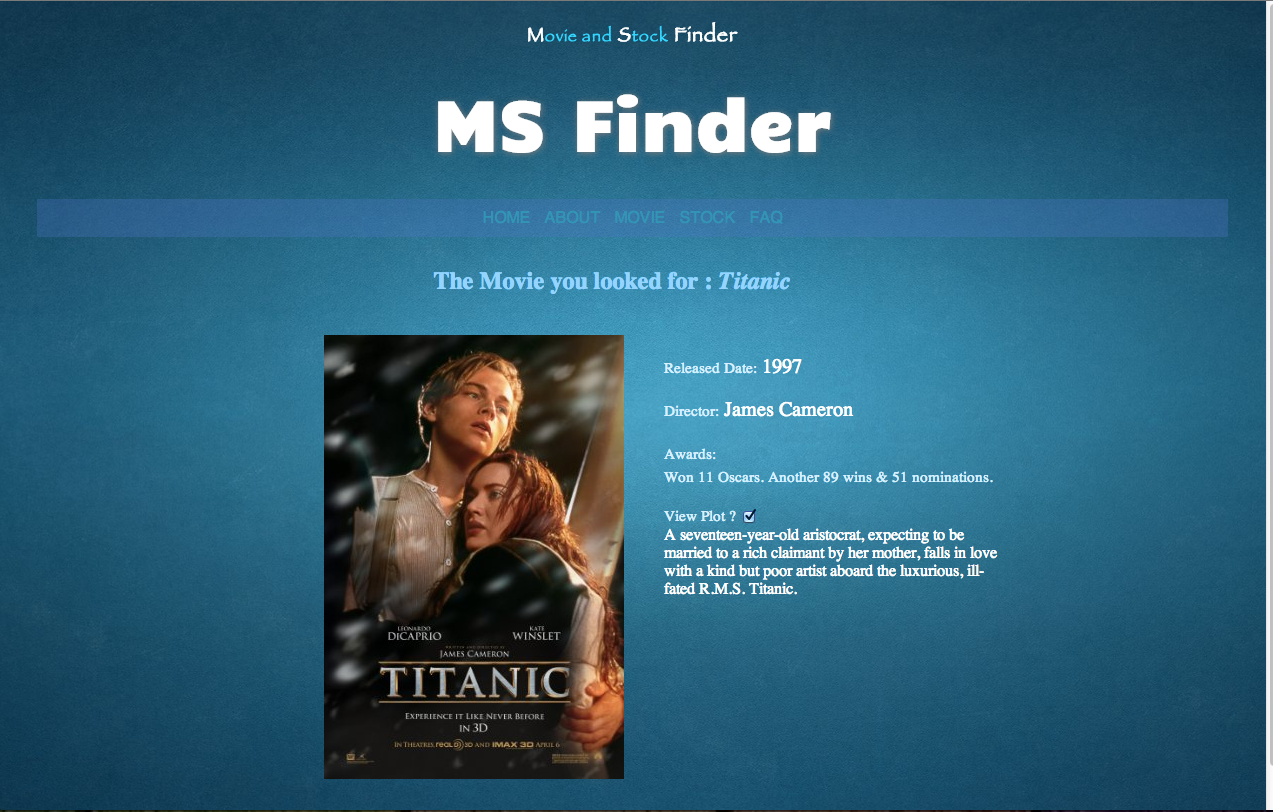 Movie and Stock Finder
MS Finder
HOME ABOUT MOVIE STOCK FAQ
The Movie you looked for : Titanic
Released Date: 1997
Director: James Cameron
Awards:
Won 11 Oscars. Another 89 wins & 51 nominations.
View Plot ?
A seventeen-year-old aristocrat, expecting to be
married to a rich claimant by her mother, falls in love
with a kind but poor artist aboard the luxurious, ill-
fated R.M.S. Titanic.
LEONARDO DICAPRIO
KATE WINSLET
WRITTEN AND DIRECTED BY
JAMES CAMERON
TITANIC
EXPERIENCE IT LIKE NEVER BEFORE
IN 3D
IN THEATRES, REAL D 3D AND IMAX 3D APRIL 6